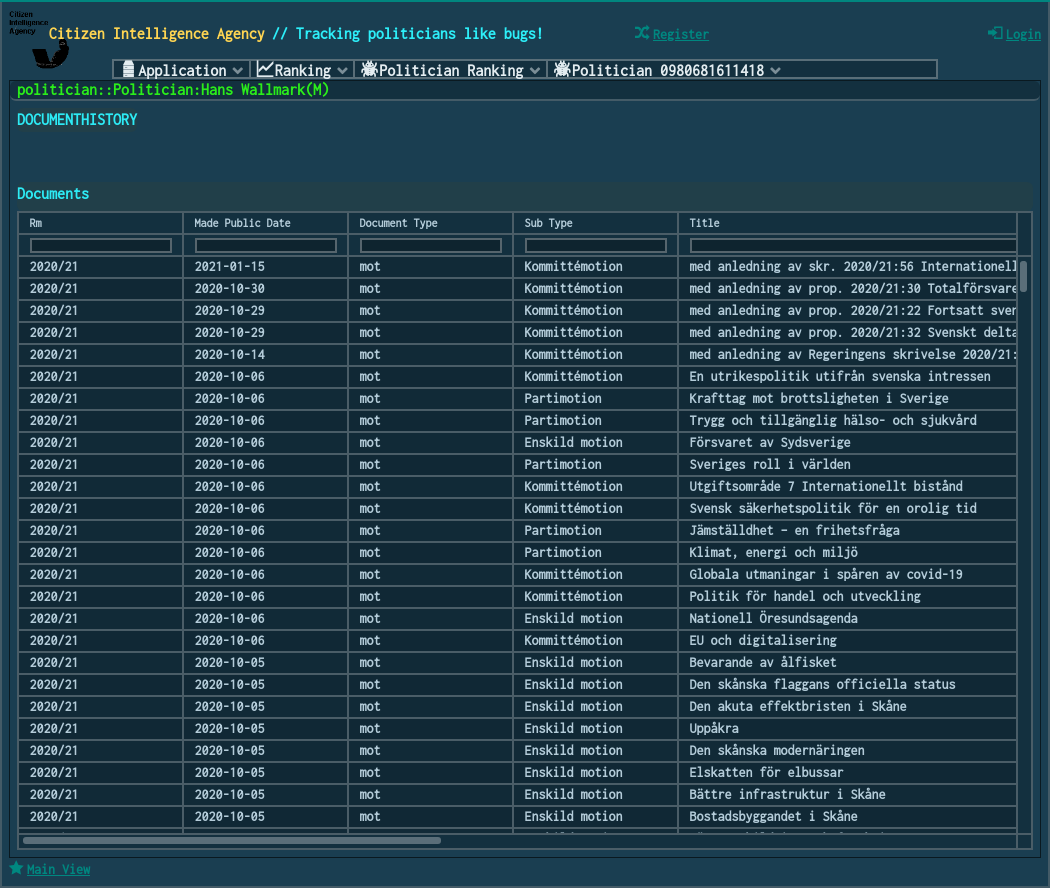 Citizen
Intelligence
Agency
Citizen Intelligence Agency // Tracking politicians like bugs!
Register
Login
Application Ranking Politician Ranking Politician 0980681611418
politician::Politician:Hans Wallmark(M)
DOCUMENTHISTORY
Documents
Rm Made Public Date Document Type Sub Type Title
2020/21 2021-01-15 mot Kommittémotion med anledning av skr. 2020/21:56 Internationell
2020/21 2020-10-30 mot Kommittémotion med anledning av prop. 2020/21:30 Totalförsvare
2020/21 2020-10-29 mot Kommittémotion med anledning av prop. 2020/21:22 Fortsatt sven
2020/21 2020-10-29 mot Kommittémotion med anledning av prop. 2020/21:32 Svenskt delta
2020/21 2020-10-14 mot Kommittémotion med anledning av Regeringens skrivelse 2020/21:
2020/21 2020-10-06 mot Kommittémotion En utrikespolitik utifrån svenska intressen
2020/21 2020-10-06 mot Partimotion Krafttag mot brottsligheten i Sverige
2020/21 2020-10-06 mot Partimotion Trygg och tillgänglig hälso- och sjukvård
2020/21 2020-10-06 mot Enskild motion Försvaret av Sydsverige
2020/21 2020-10-06 mot Partimotion Sveriges roll i världen
2020/21 2020-10-06 mot Kommittémotion Utgiftsområde 7 Internationellt bistånd
2020/21 2020-10-06 mot Kommittémotion Svensk säkerhetspolitik för en orolig tid
2020/21 2020-10-06 mot Partimotion Jämställdhet – en frihetsfråga
2020/21 2020-10-06 mot Partimotion Klimat, energi och miljö
2020/21 2020-10-06 mot Kommittémotion Globala utmaningar i spåren av covid-19
2020/21 2020-10-06 mot Kommittémotion Politik för handel och utveckling
2020/21 2020-10-06 mot Enskild motion Nationell Öresundsagenda
2020/21 2020-10-06 mot Kommittémotion EU och digitalisering
2020/21 2020-10-05 mot Enskild motion Bevarande av ålfisket
2020/21 2020-10-05 mot Enskild motion Den skånska flaggans officiella status
2020/21 2020-10-05 mot Enskild motion Den akuta effektbristen i Skåne
2020/21 2020-10-05 mot Enskild motion Uppåkra
2020/21 2020-10-05 mot Enskild motion Den skånska modernäringen
2020/21 2020-10-05 mot Enskild motion Elskatten för elbussar
2020/21 2020-10-05 mot Enskild motion Bättre infrastruktur i Skåne
2020/21 2020-10-05 mot Enskild motion Bostadsbyggandet i Skåne
Main View